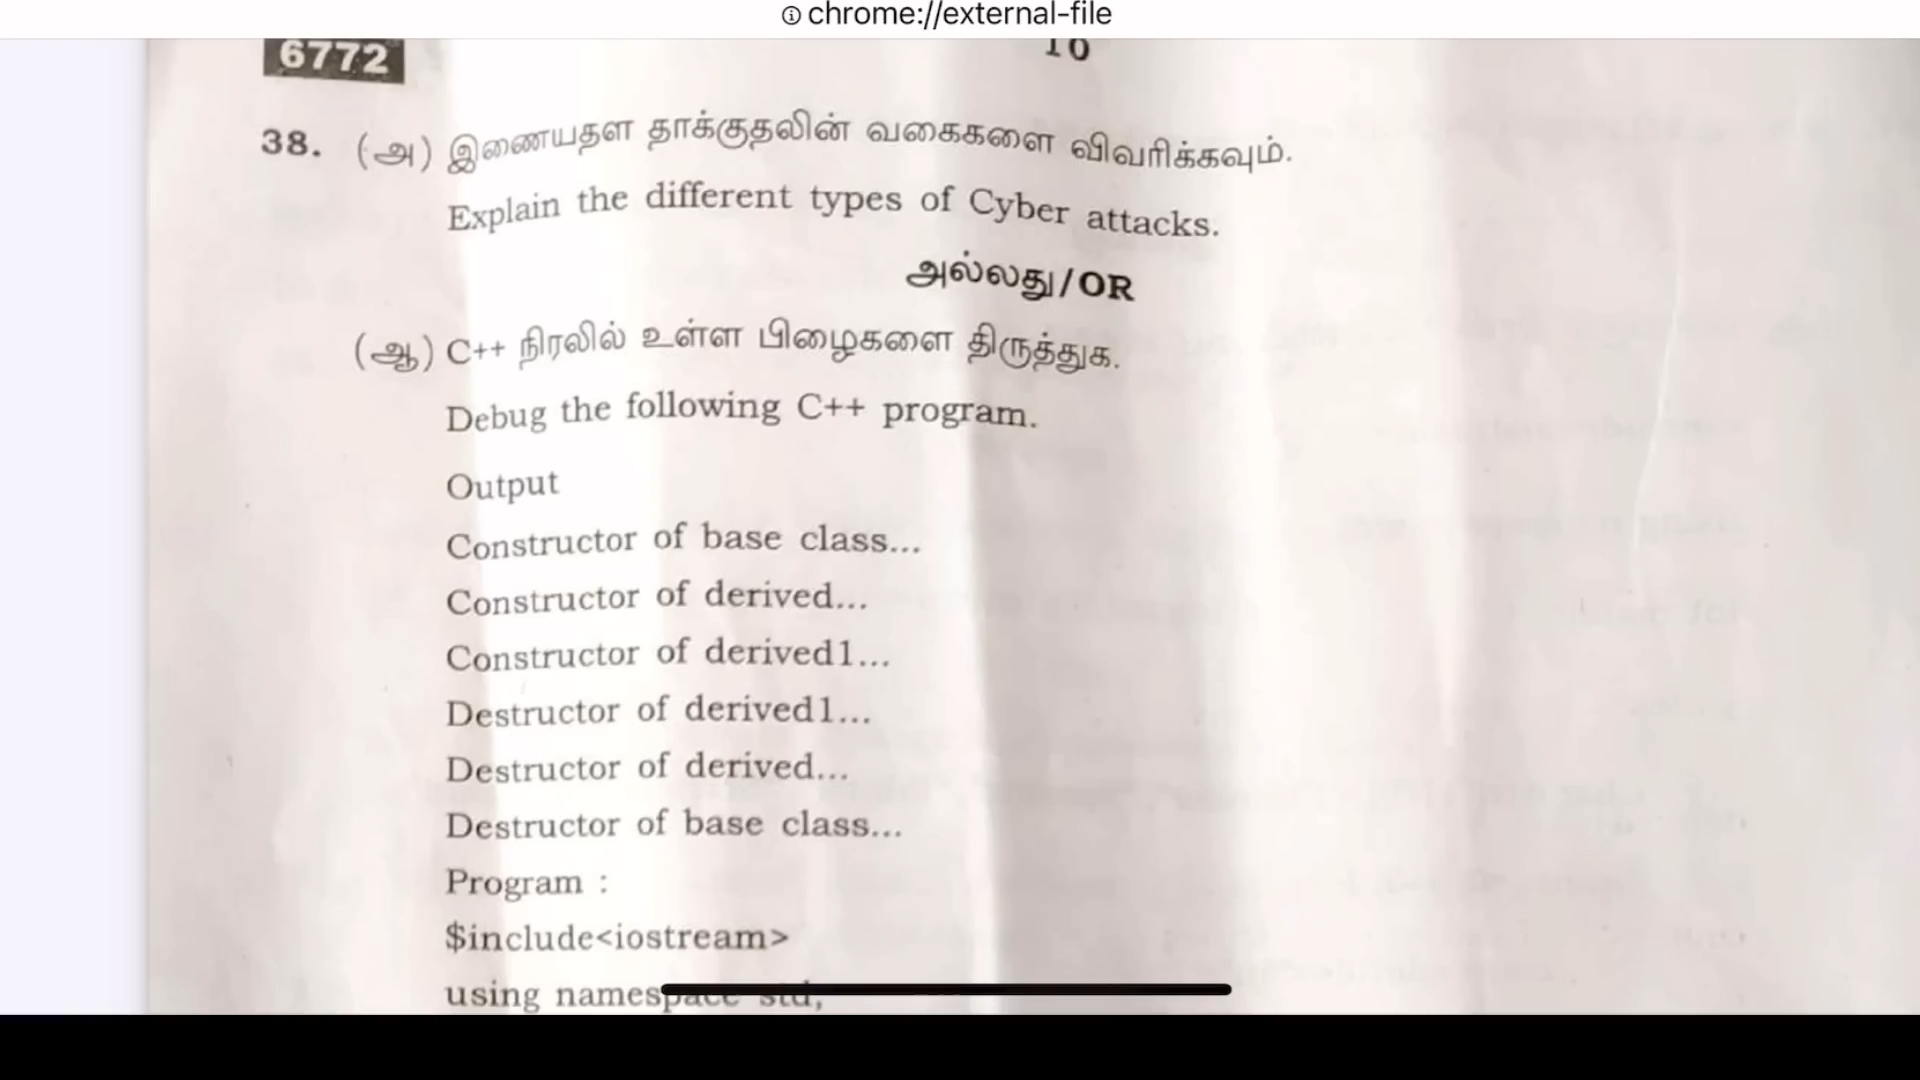 chrome://external-file
6772
10
38. (அ) இணையதள தாக்குதலின் வகைகளை விவரிக்கவும்.
Explain the different types of Cyber attacks.
அல்லது/OR
(ஆ) C++ நிரலில் உள்ள பிழைகளை திருத்துக.
Debug the following C++ program.
Output
Constructor of base class...
Constructor of derived...
Constructor of derived1...
Destructor of derived1...
Destructor of derived...
Destructor of base class...
Program :
$include<iostream>
using namespace std;